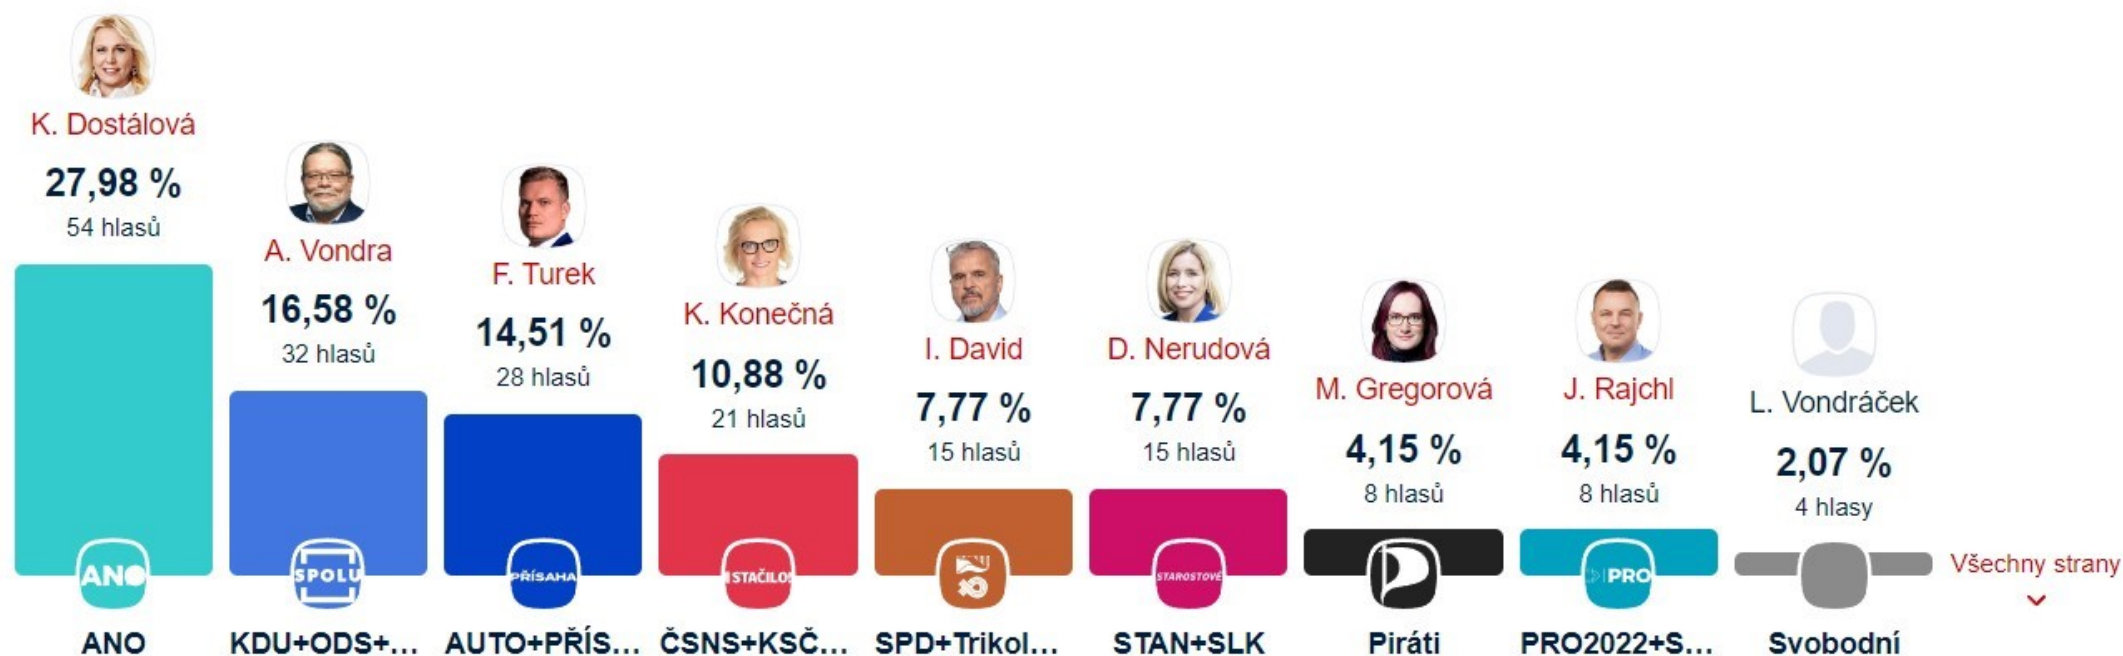 K. Dostálová
27,98 %
54 hlasů
ANO
ANO
A. Vondra
16,58 %
32 hlasů
SPOLU
KDU+ODS+...
F. Turek
14,51 %
28 hlasů
PŘÍSAHA
AUTO+PŘÍS...
K. Konečná
10,88 %
21 hlasů
STAČILO!
ČSNS+KSČ...
I. David
7,77 %
15 hlasů
SPD+Trikol...
D. Nerudová
7,77 %
15 hlasů
STAROSTOVÉ
STAN+SLK
M. Gregorová
4,15 %
8 hlasů
Piráti
J. Rajchl
4,15 %
8 hlasů
PRO
PRO2022+S...
L. Vondráček
2,07 %
4 hlasy
Svobodní
Všechny strany